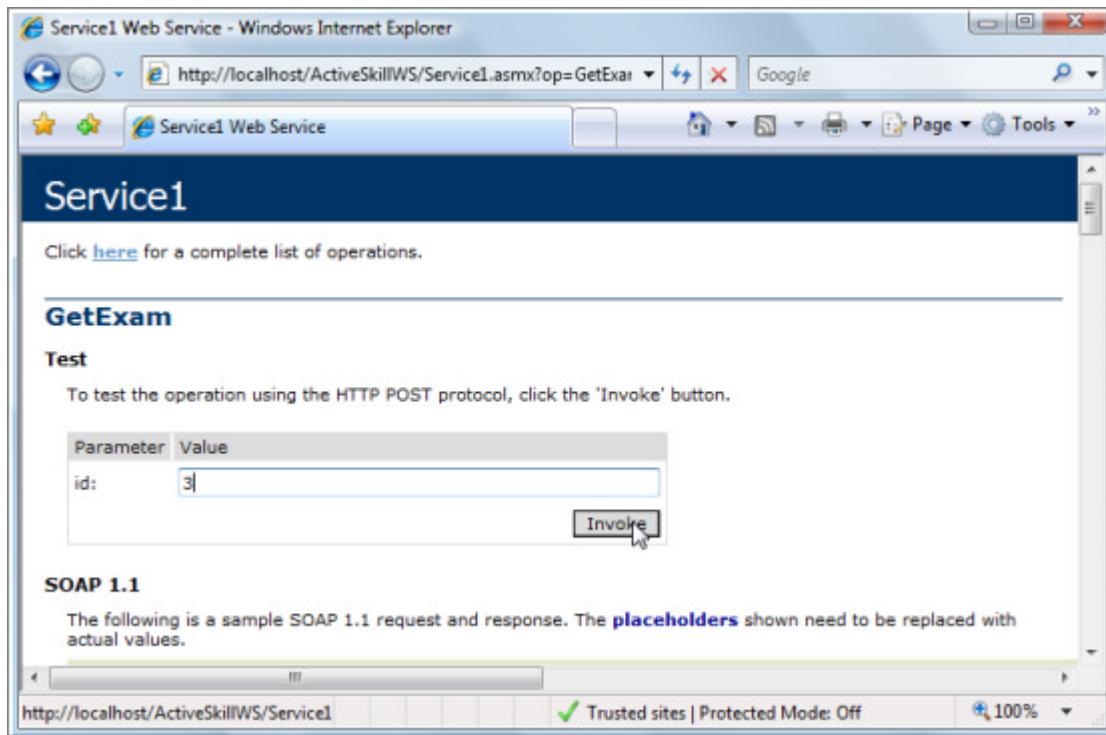 Service1 Web Service - Windows Internet Explorer
http://localhost/ActiveSkillWS/Service1.asmx?op=GetExar
Google
Service1 Web Service
Page
Tools
Service1
Click here for a complete list of operations.
GetExam
Test
To test the operation using the HTTP POST protocol, click the 'Invoke' button.
Parameter Value
id: 3
Invoke
SOAP 1.1
The following is a sample SOAP 1.1 request and response. The placeholders shown need to be replaced with
actual values.
http://localhost/ActiveSkillWS/Service1 Trusted sites | Protected Mode: Off 100%